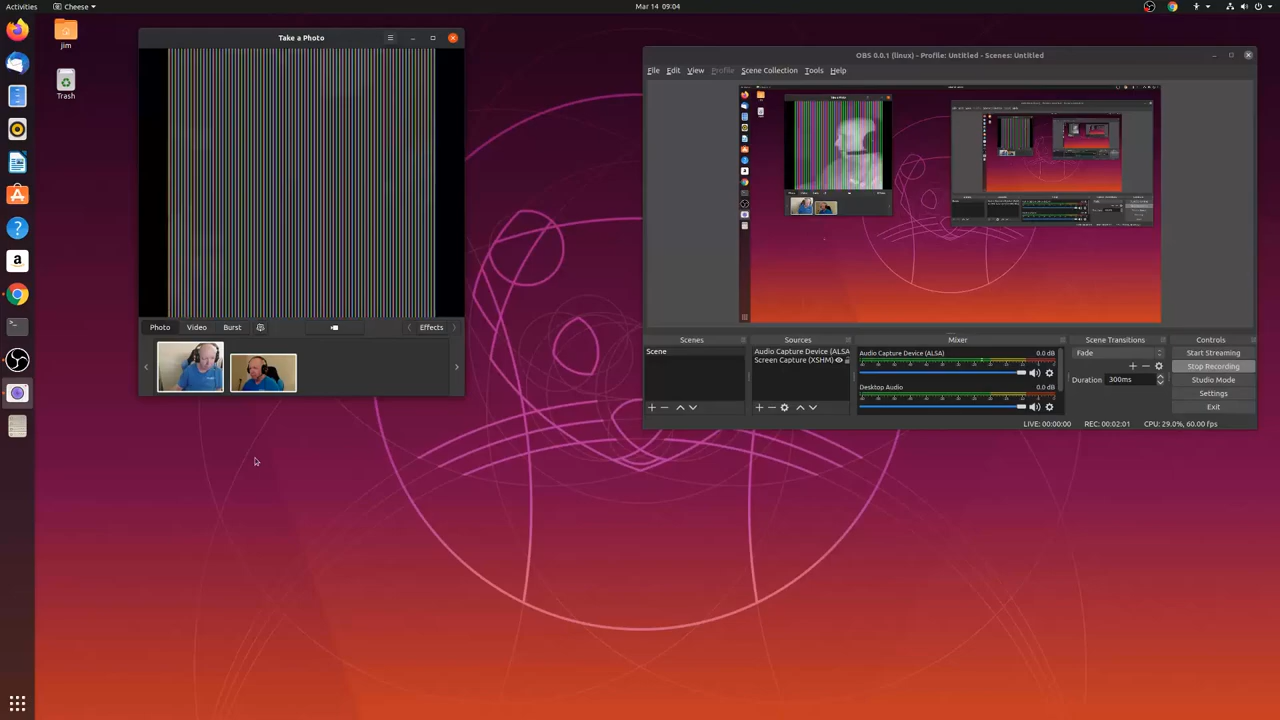 Activities
Cheese
Mar 14 09:04
jim
Trash
Take a Photo
Photo
Video
Burst
Effects
OBS 0.0.1 (linux) - Profile: Untitled - Scenes: Untitled
File
Edit
View
Profile
Scene Collection
Tools
Help
Scenes
Scene
Sources
Audio Capture Device (ALSA
Screen Capture (XSHM)
Mixer
Audio Capture Device (ALSA)
0.0 dB
Desktop Audio
0.0 dB
Scene Transitions
Fade
Duration
300ms
Controls
Start Streaming
Stop Recording
Studio Mode
Settings
Exit
LIVE: 00:00:00
REC: 00:02:01
CPU: 29.0%, 60.00 fps